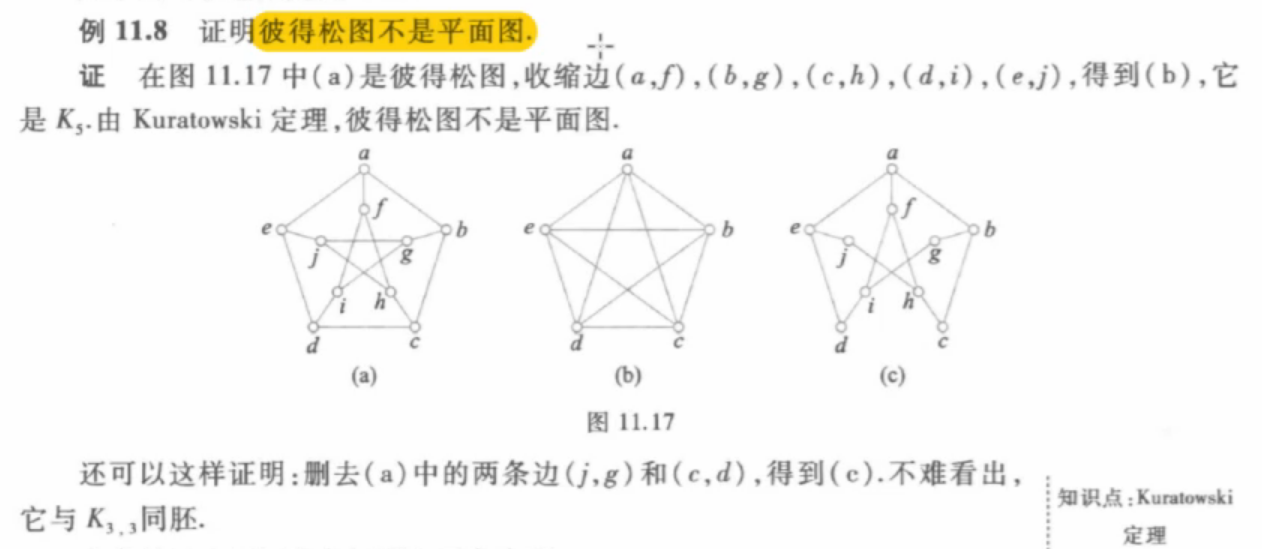 例 11.8 证明彼得松图不是平面图.
证 在图 11.17 中(a)是彼得松图,收缩边(a,f),(b,g),(c,h),(d,i),(e,j),得到(b),它
是 K₅.由 Kuratowski 定理,彼得松图不是平面图.
a a a
f f
e b e b e b
j g j g
i h i h
d c d c d c
(a) (b) (c)
图 11.17
还可以这样证明:删去(a)中的两条边(j,g)和(c,d),得到(c).不难看出,
它与 K₃,₃同胚.
知识点:Kuratowski
定理